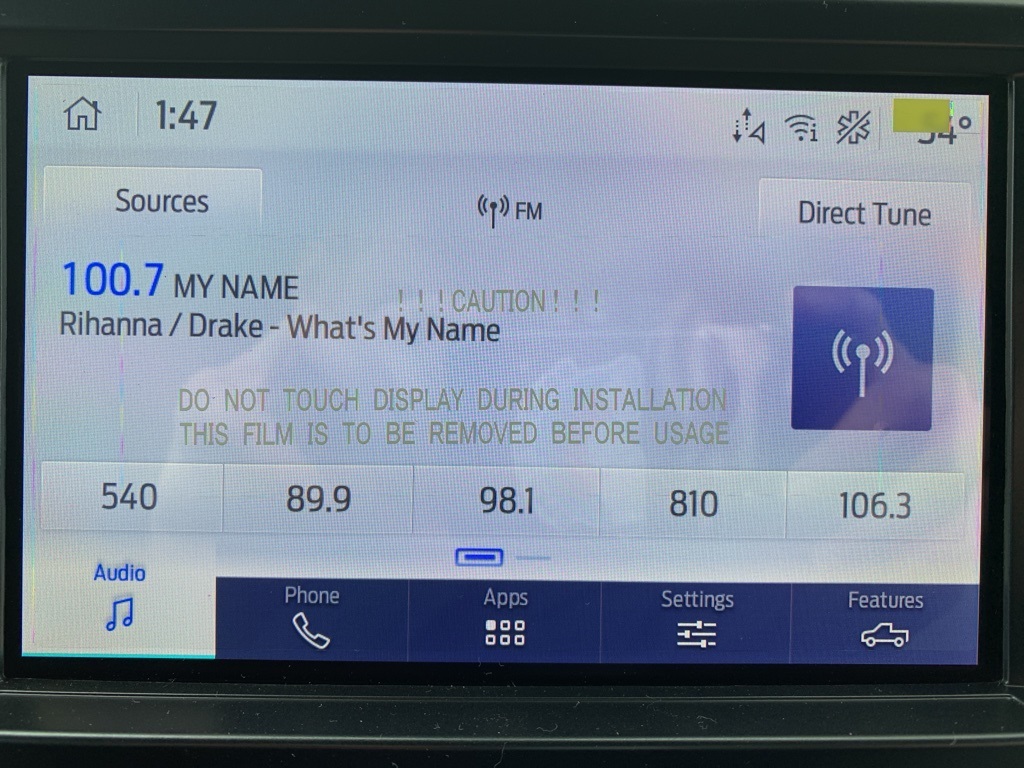 1:47
Sources
FM
Direct Tune
100.7 MY NAME
! ! ! CAUTION ! ! !
Rihanna / Drake - What's My Name
DO NOT TOUCH DISPLAY DURING INSTALLATION
THIS FILM IS TO BE REMOVED BEFORE USAGE
540 89.9 98.1 810 106.3
Audio Phone Apps Settings Features